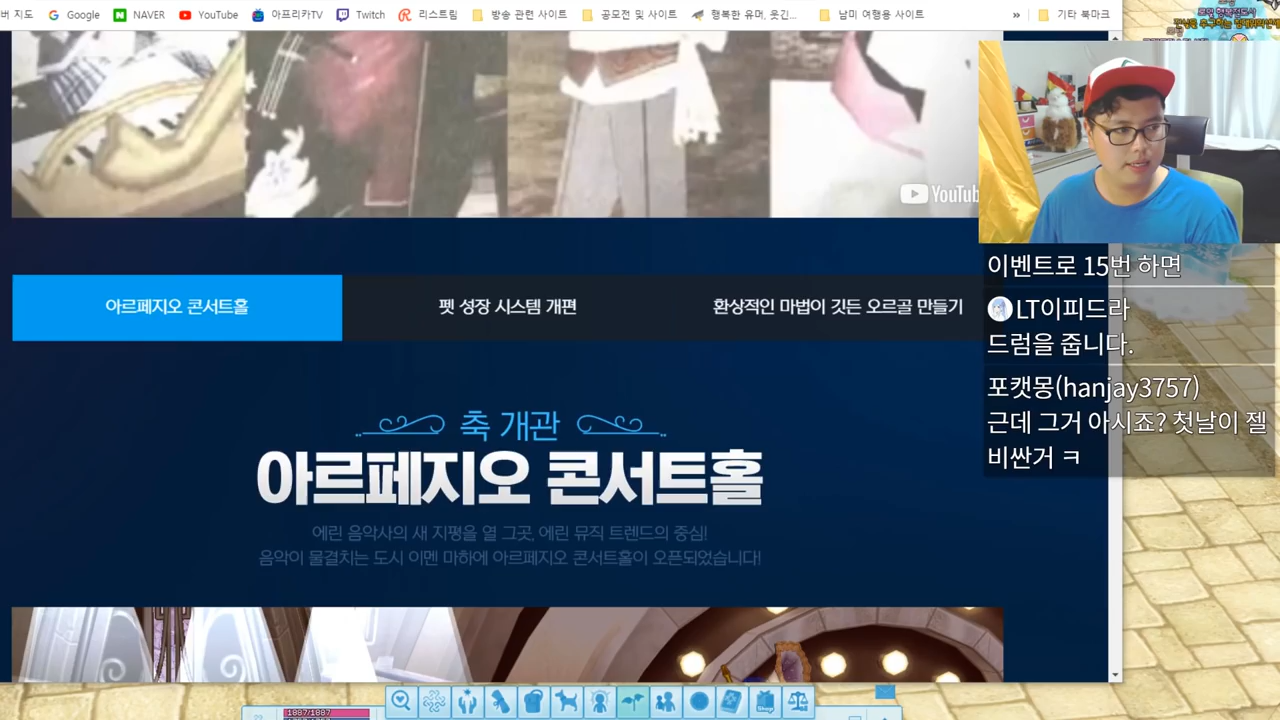 버 지도
Google
NAVER
YouTube
아프리카TV
Twitch
리스트림
방송 관련 사이트
공모전 및 사이트
행복한 유머, 웃긴...
남미 여행용 사이트
»
기타 북마크
YouTub
이벤트로 15번 하면
LT이피드라
드럼을 줍니다.
포캣몽(hanjay3757)
근데 그거 아시죠? 첫날이 젤
비싼거 ㅋ
아르페지오 콘서트홀
펫 성장 시스템 개편
환상적인 마법이 깃든 오르골 만들기
축 개관
아르페지오 콘서트홀
에린 음악사의 새 지평을 열 그곳, 에린 뮤직 트렌드의 중심!
음악이 물결치는 도시 이멘 마하에 아르페지오 콘서트홀이 오픈되었습니다!
Shop
1887/1887